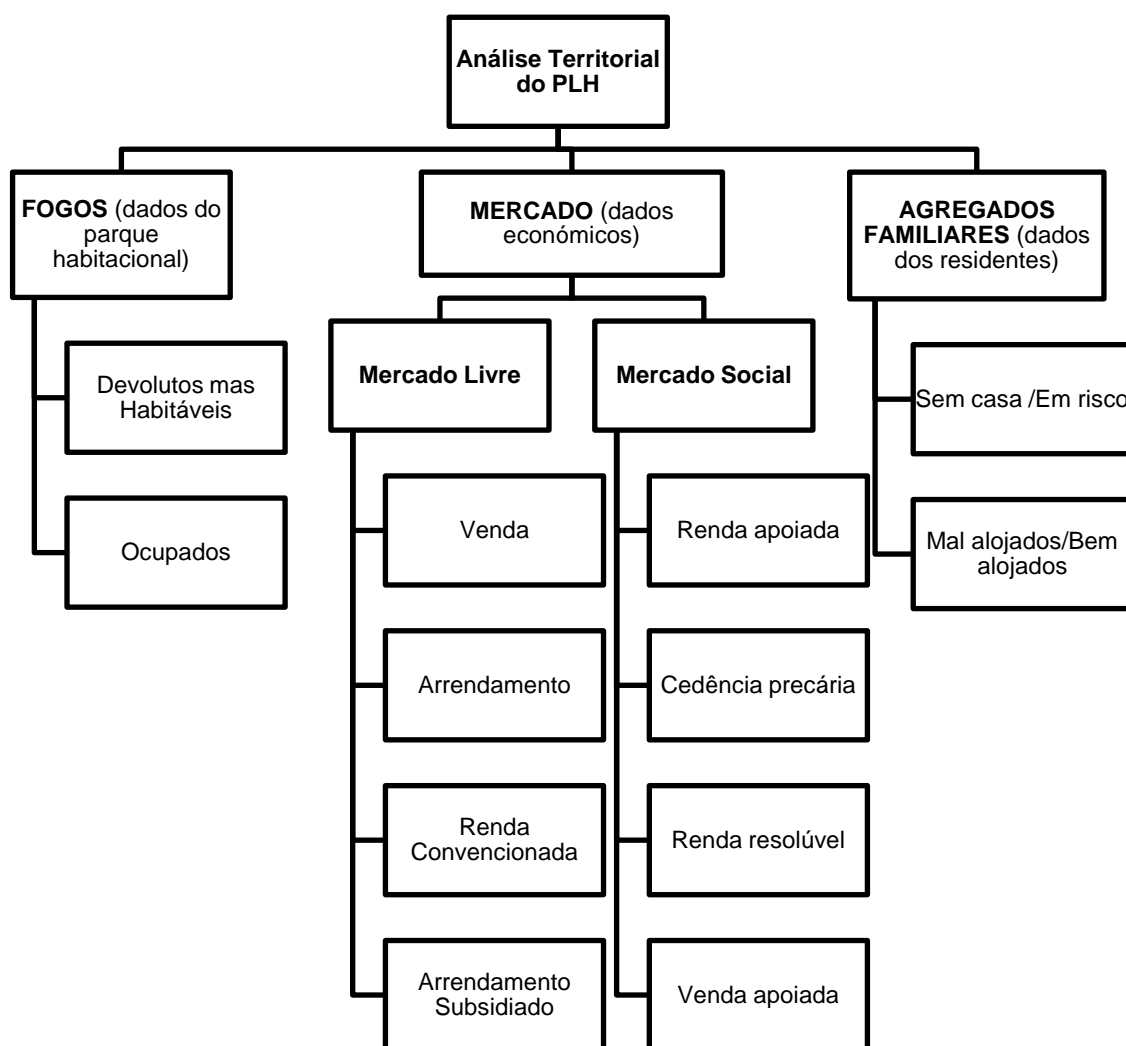 Análise Territorial
do PLH
FOGOS (dados do
parque
habitacional)
MERCADO (dados
económicos)
AGREGADOS
FAMILIARES (dados
dos residentes)
Mercado Livre
Mercado Social
Devolutos mas
Habitáveis
Sem casa /Em risco
Venda
Renda apoiada
Ocupados
Mal alojados/Bem
alojados
Arrendamento
Cedência precária
Renda
Convencionada
Renda resolúvel
Arrendamento
Subsidiado
Venda apoiada